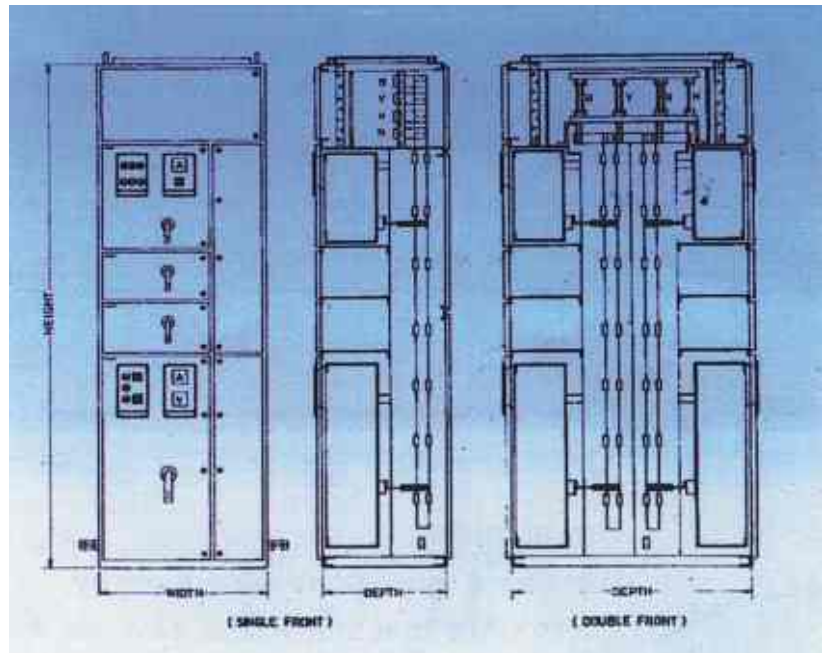 HEIGHT
A
A
V
WIDTH
DEPTH
DEPTH
( SINGLE FRONT )
( DOUBLE FRONT )